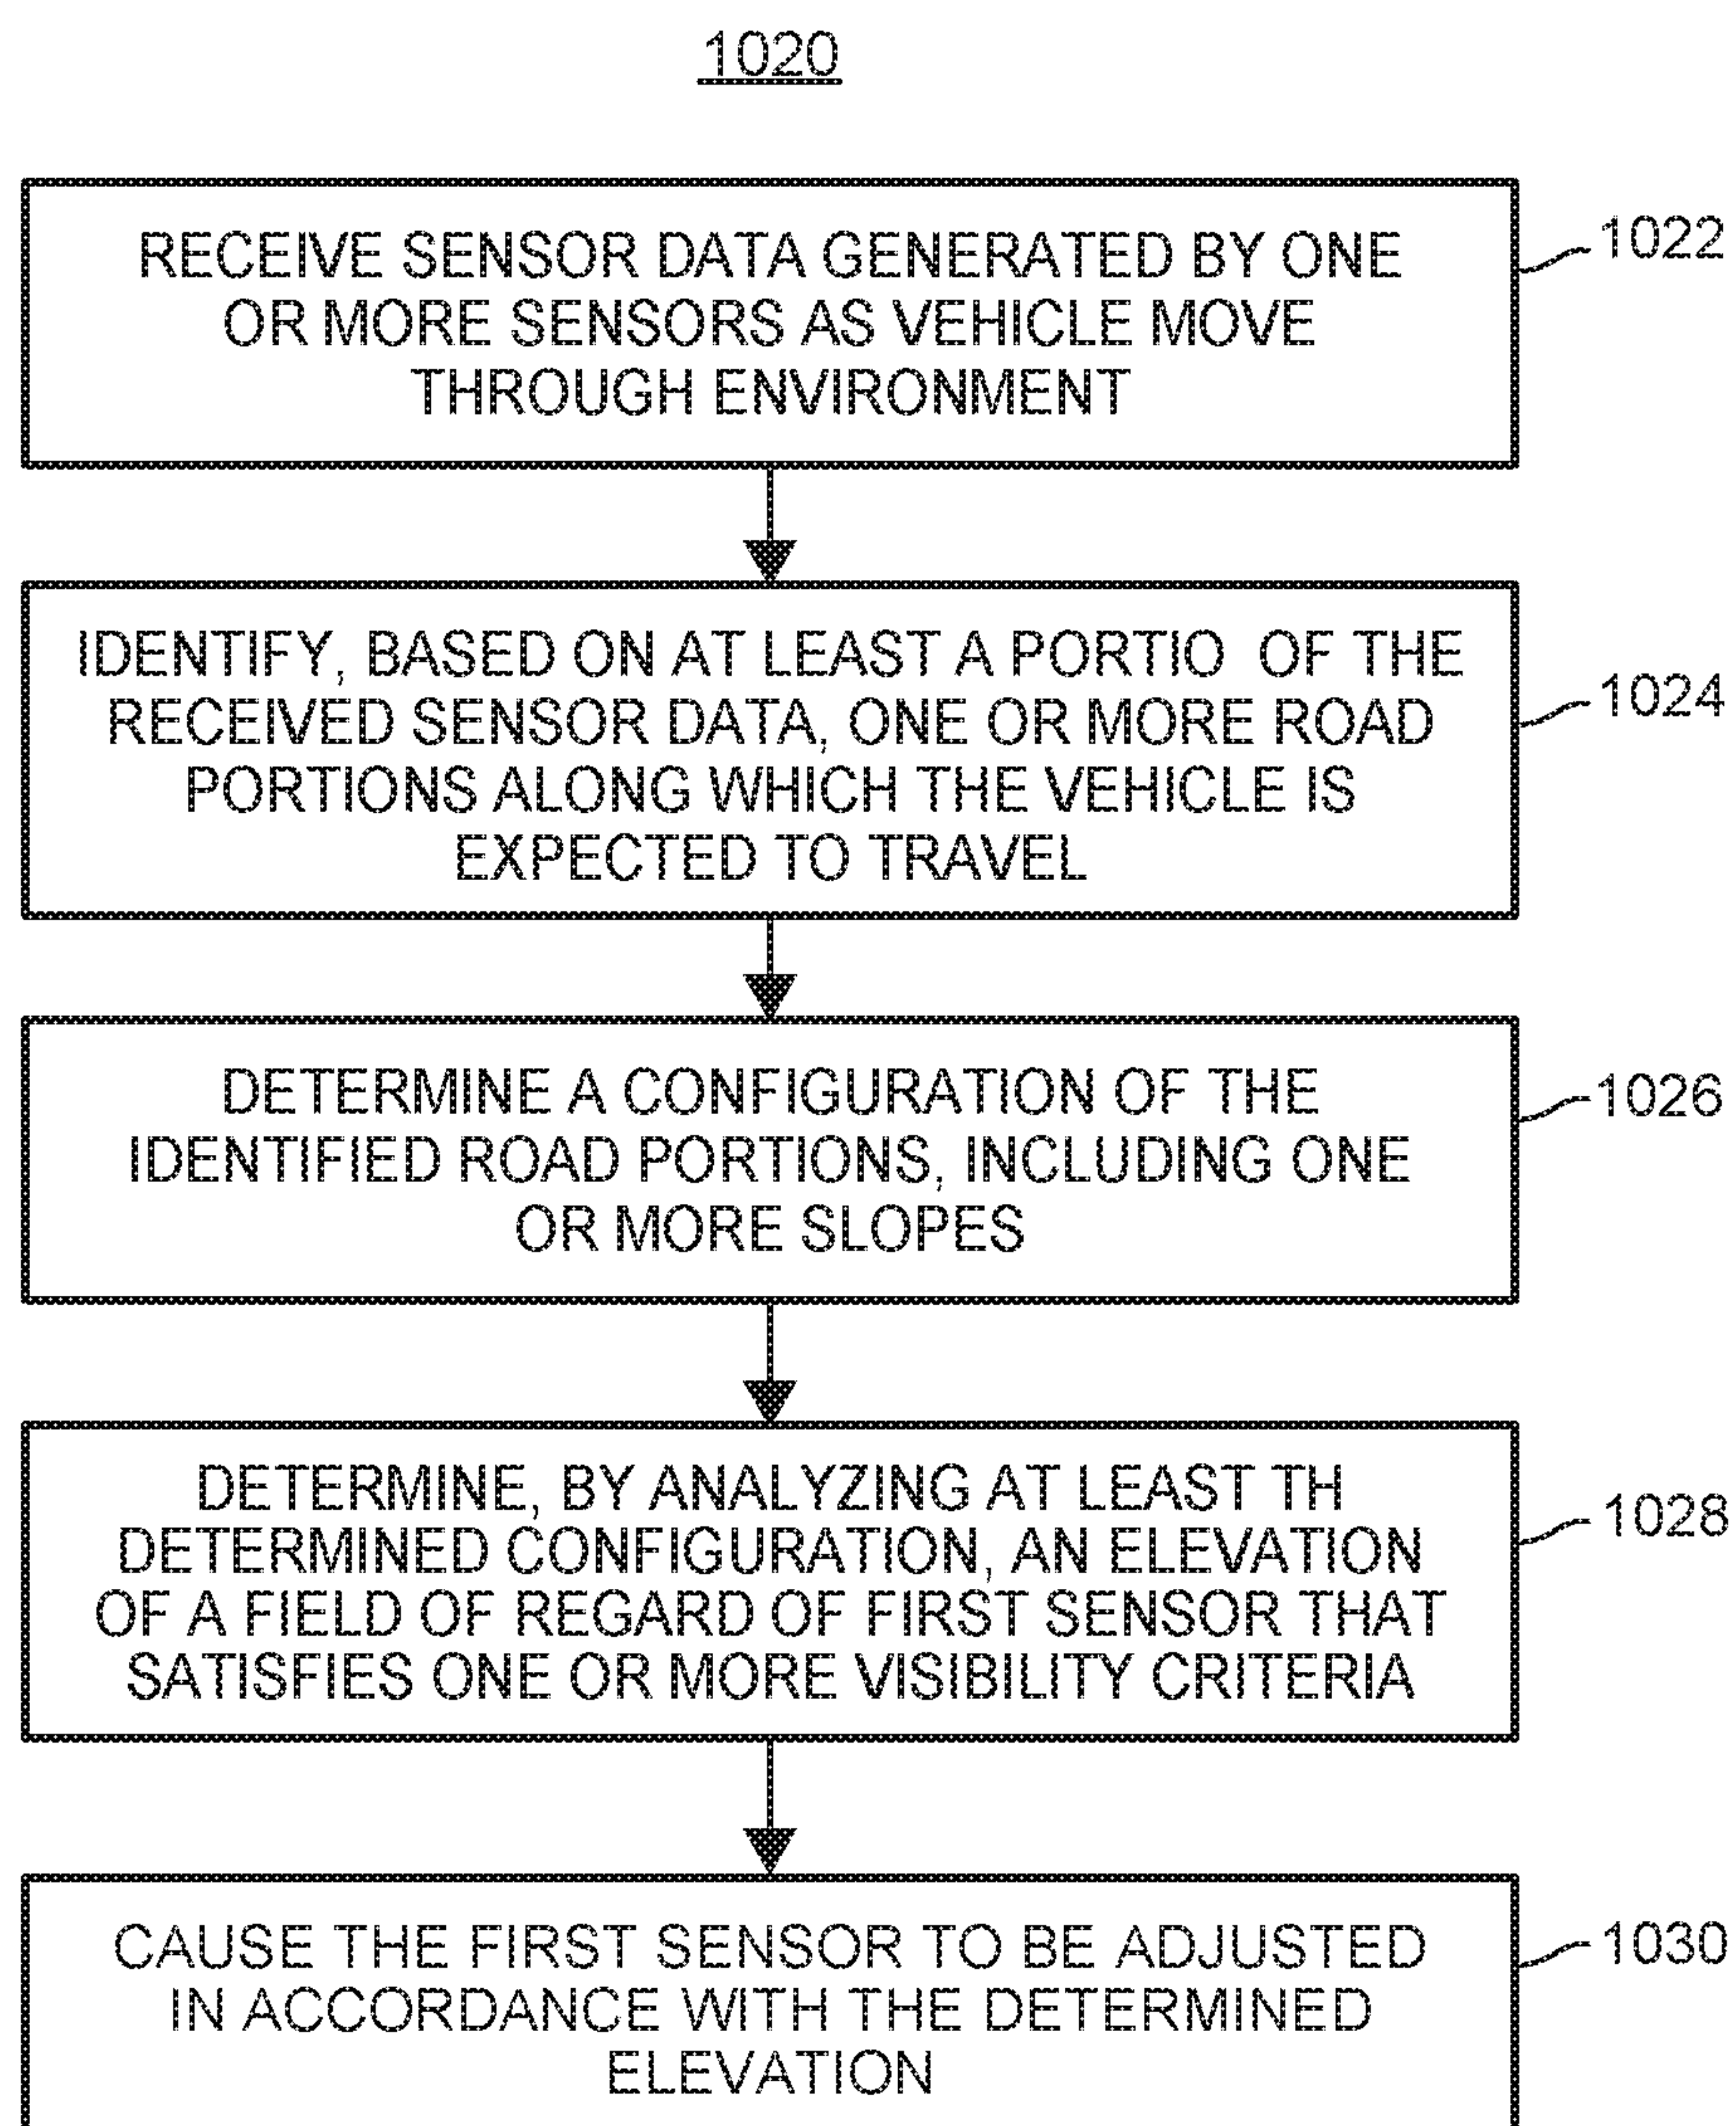 1020
RECEIVE SENSOR DATA GENERATED BY ONE
OR MORE SENSORS AS VEHICLE MOVE
THROUGH ENVIRONMENT
1022
IDENTIFY, BASED ON AT LEAST A PORTIO OF THE
RECEIVED SENSOR DATA, ONE OR MORE ROAD
PORTIONS ALONG WHICH THE VEHICLE IS
EXPECTED TO TRAVEL
1024
DETERMINE A CONFIGURATION OF THE
IDENTIFIED ROAD PORTIONS, INCLUDING ONE
OR MORE SLOPES
1026
DETERMINE, BY ANALYZING AT LEAST TH
DETERMINED CONFIGURATION, AN ELEVATION
OF A FIELD OF REGARD OF FIRST SENSOR THAT
SATISFIES ONE OR MORE VISIBILITY CRITERIA
1028
CAUSE THE FIRST SENSOR TO BE ADJUSTED
IN ACCORDANCE WITH THE DETERMINED
ELEVATION
1030